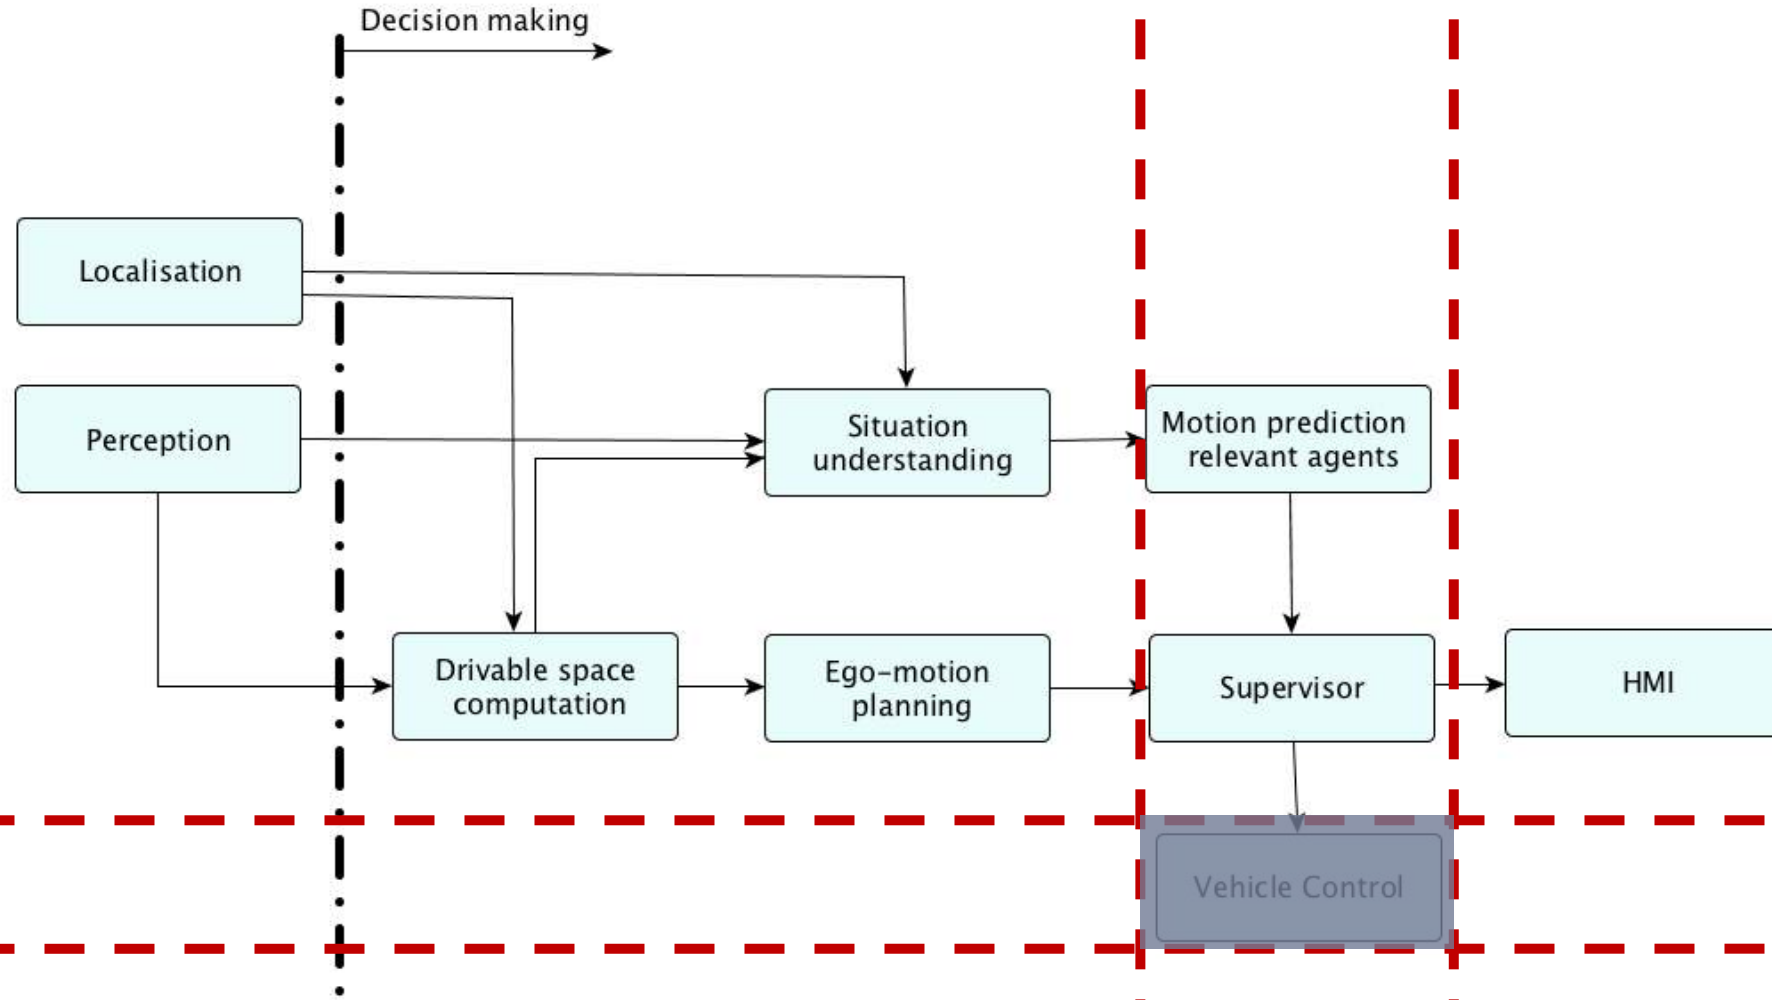 Decision making
Localisation
Perception
Situation
understanding
Motion prediction
relevant agents
Drivable space
computation
Ego-motion
planning
Supervisor
HMI
Vehicle Control